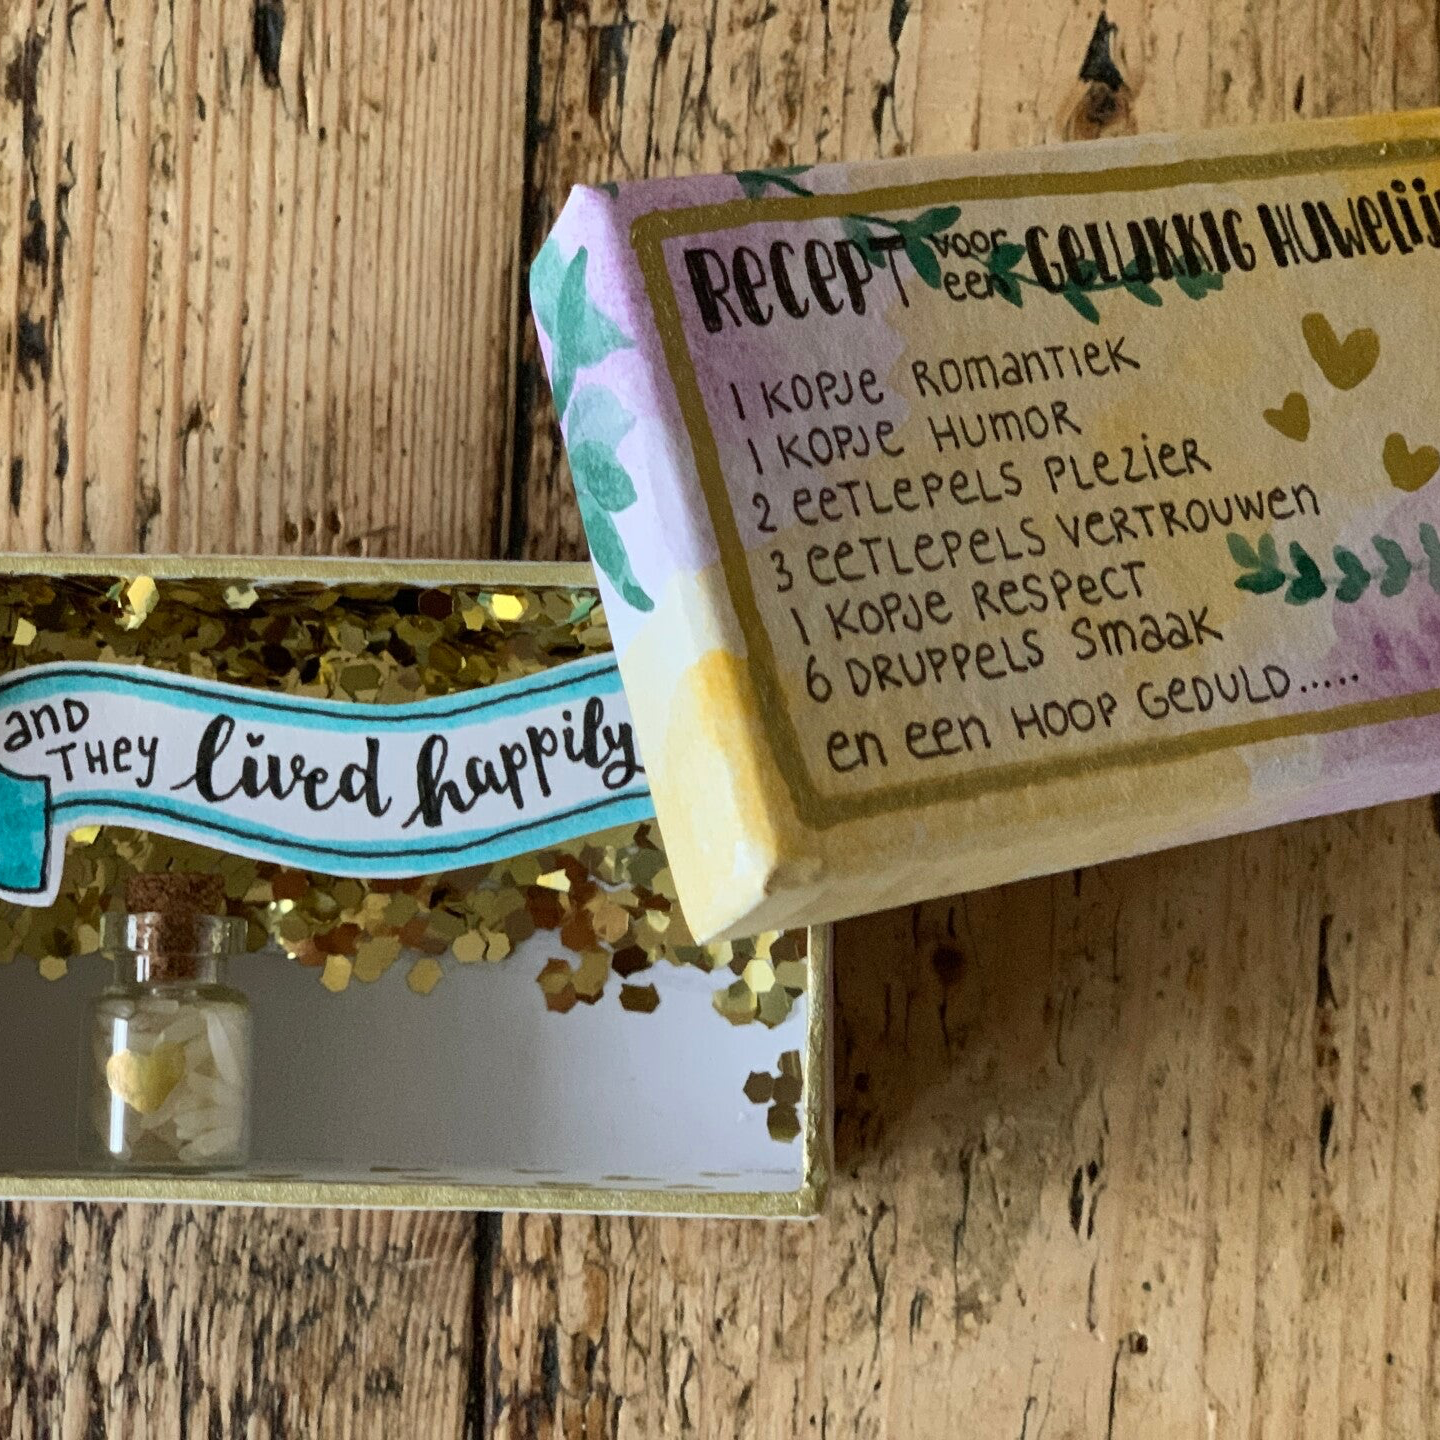 RECEPT voor een GELUKKIG HUWELIJK
1 KOPJE ROMANTIEK
1 KOPJE HUMOR
2 EETLEPELS PLEZIER
3 EETLEPELS VERTROUWEN
1 KOPJE RESPECT
6 DRUPPELS SMAAK
en een HOOP GEDULD.....
and THEY lived happily